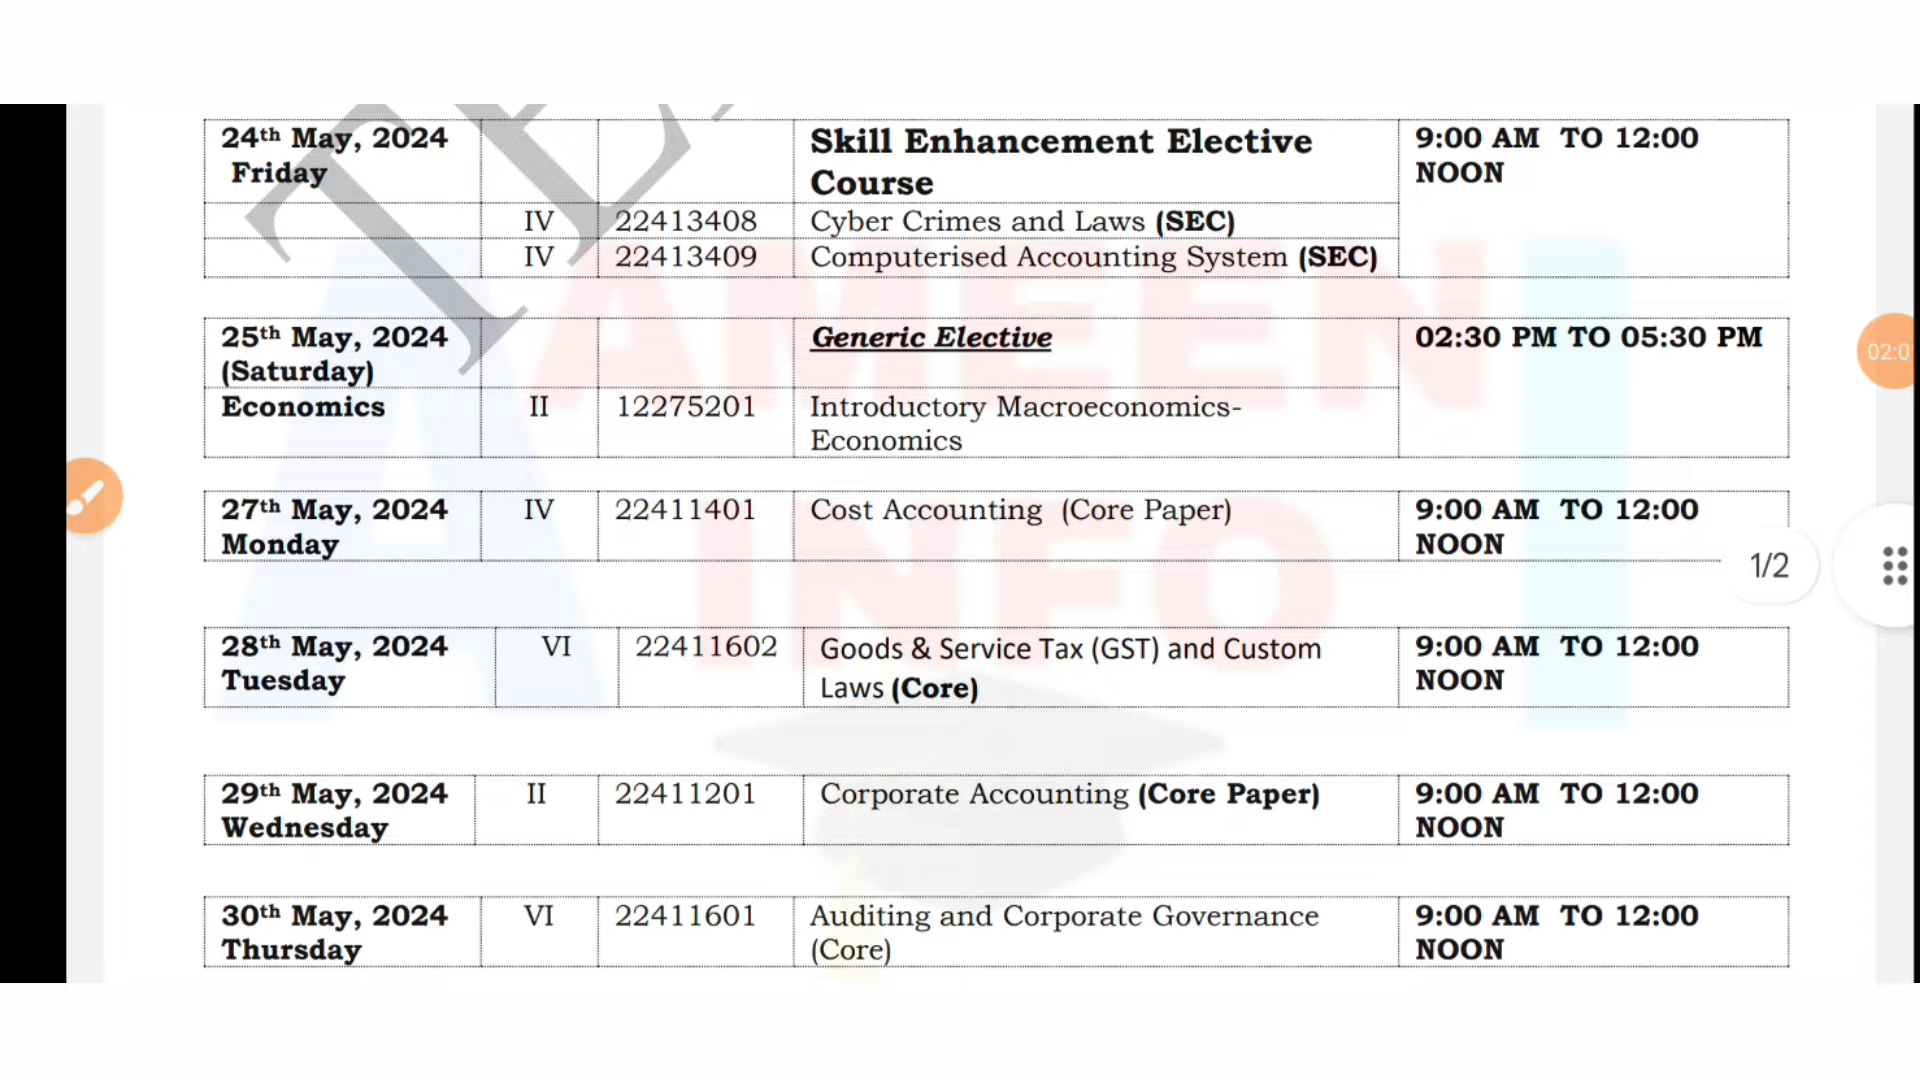 24th May, 2024 Skill Enhancement Elective 9:00 AM TO 12:00
Friday Course NOON
IV 22413408 Cyber Crimes and Laws (SEC)
IV 22413409 Computerised Accounting System (SEC)
25th May, 2024 Generic Elective 02:30 PM TO 05:30 PM
(Saturday)
Economics II 12275201 Introductory Macroeconomics-
Economics
27th May, 2024 IV 22411401 Cost Accounting (Core Paper) 9:00 AM TO 12:00
Monday NOON
1/2
28th May, 2024 VI 22411602 Goods & Service Tax (GST) and Custom 9:00 AM TO 12:00
Tuesday Laws (Core) NOON
29th May, 2024 II 22411201 Corporate Accounting (Core Paper) 9:00 AM TO 12:00
Wednesday NOON
30th May, 2024 VI 22411601 Auditing and Corporate Governance 9:00 AM TO 12:00
Thursday (Core) NOON
AMEEN
INFO